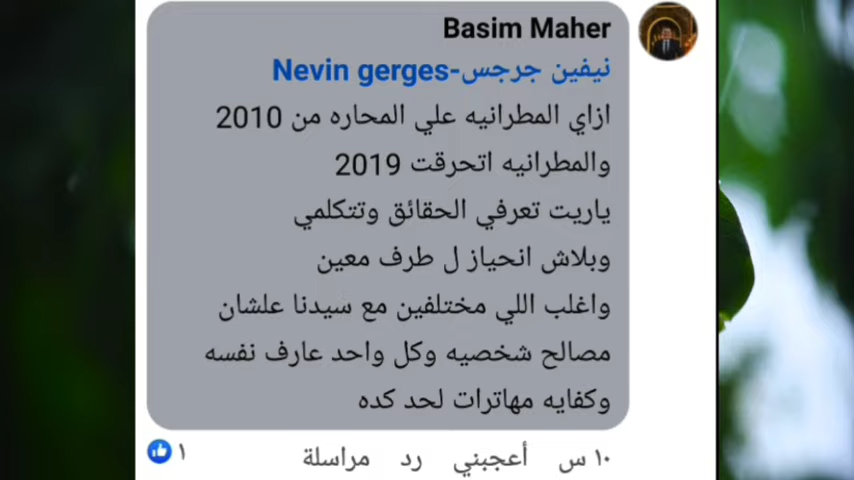 Basim Maher
Nevin gerges-نيفين جرجس
ازاي المطرانيه علي المحاره من 2010
والمطرانيه اتحرقت 2019
ياريت تعرفي الحقائق وتتكلمي
وبلاش انحياز ل طرف معين
واغلب اللي مختلفين مع سيدنا علشان
مصالح شخصيه وكل واحد عارف نفسه
وكفايه مهاترات لحد كده
١٠ س أعجبني رد مراسلة
١